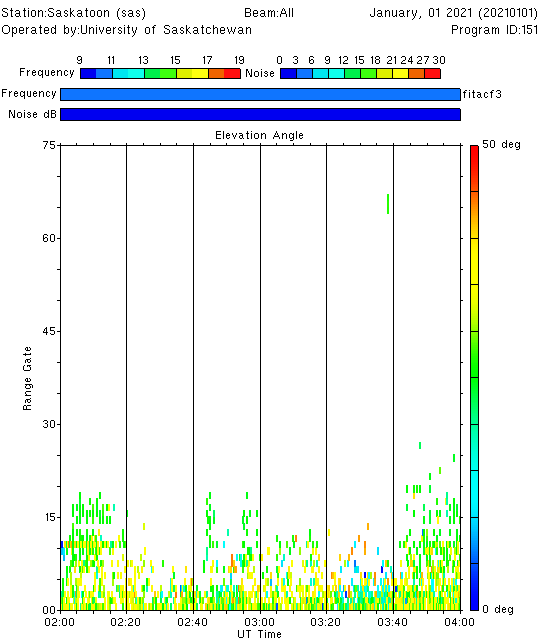 Station:Saskatoon (sas) Beam:All January, 01 2021 (20210101)
Operated by:University of Saskatchewan Program ID:151
9 11 13 15 17 19 0 3 6 9 12 15 18 21 24 27 30
Frequency Noise
Frequency fitacf3
Noise dB
Elevation Angle
75 50 deg
60
45
Range Gate
30
15
00 0 deg
02:00 02:20 02:40 03:00 03:20 03:40 04:00
UT Time